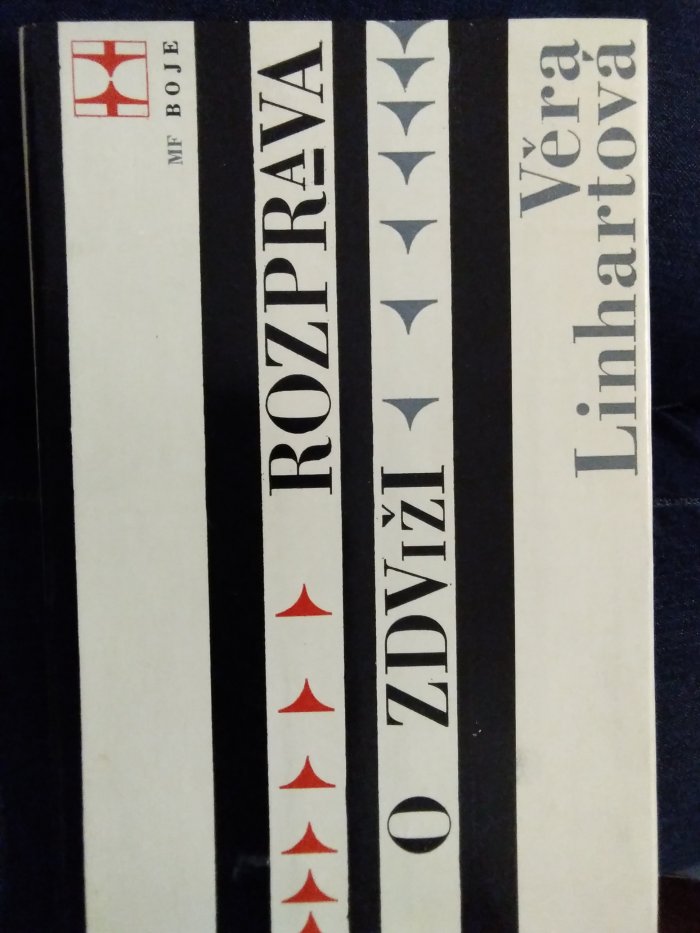 MF BOJE
ROZPRAVA
O ZDVIŽI
Věra
Linhartová